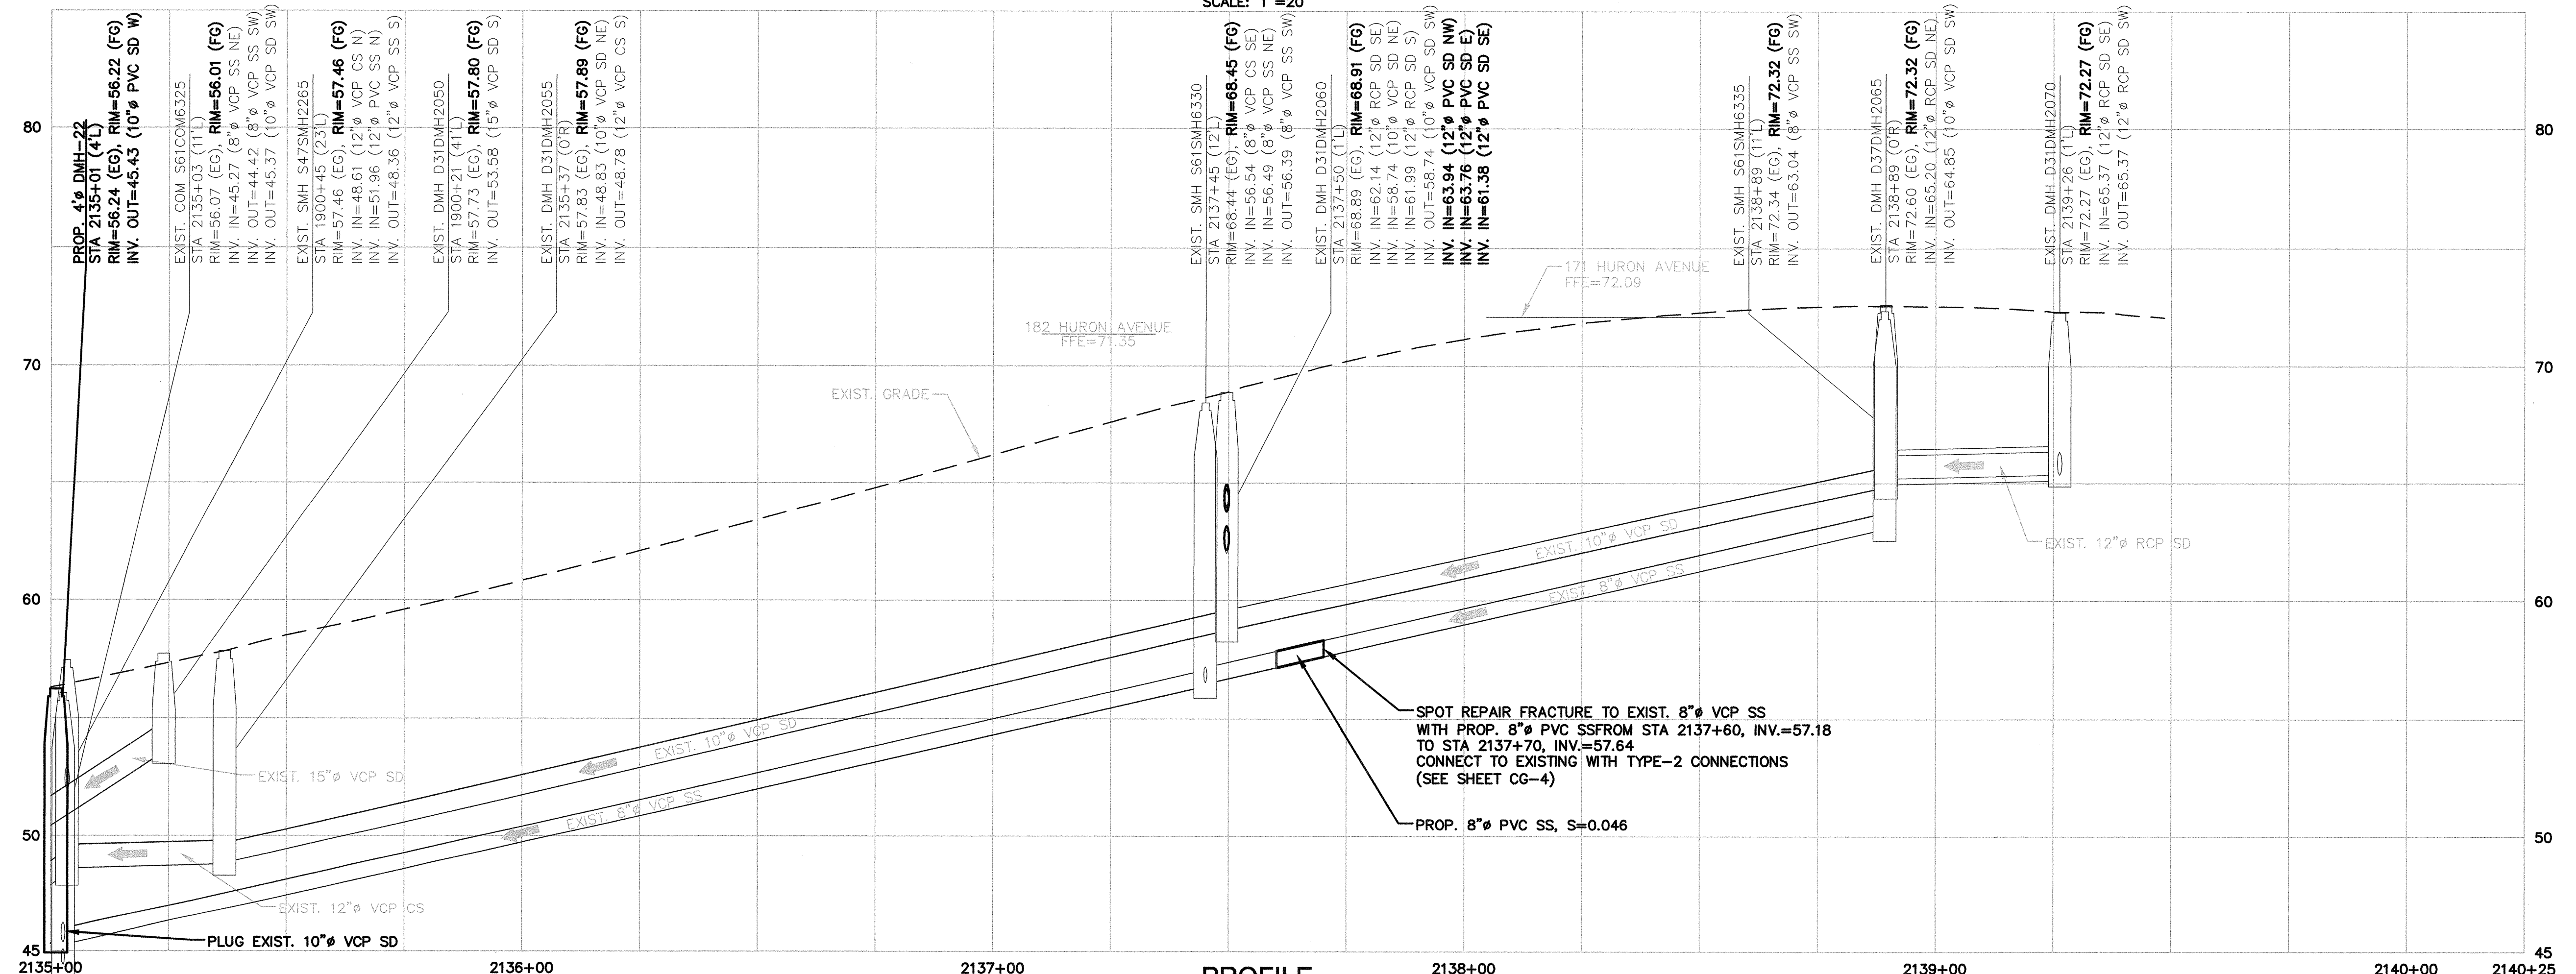 SCALE: 1"=20'
PROP. 4'ø DMH-22
STA 2135+01 (4'L)
RIM=56.24 (EG), RIM=56.22 (FG)
INV. OUT=45.43 (10"ø PVC SD W)
EXIST. COM S61COM6325
STA 2135+03 (11'L)
RIM=56.07 (EG), RIM=56.01 (FG)
INV. IN=45.27 (8"ø VCP SS NE)
INV. OUT=44.42 (8"ø VCP SS SW)
INV. OUT=45.37 (10"ø VCP SD SW)
EXIST. SMH S47SMH2265
STA 1900+45 (23'L)
RIM=57.46 (EG), RIM=57.46 (FG)
INV. IN=48.61 (12"ø VCP CS N)
INV. IN=51.96 (12"ø PVC SS N)
INV. OUT=48.36 (12"ø VCP SS S)
EXIST. DMH D31DMH2050
STA 1900+21 (41'L)
RIM=57.73 (EG), RIM=57.80 (FG)
INV. OUT=53.58 (15"ø VCP SD S)
EXIST. DMH D31DMH2055
STA 2135+37 (0'R)
RIM=57.83 (EG), RIM=57.89 (FG)
INV. IN=48.83 (10"ø VCP SD NE)
INV. OUT=48.78 (12"ø VCP CS S)
EXIST. SMH S61SMH6330
STA 2137+45 (12'L)
RIM=68.44 (EG), RIM=68.45 (FG)
INV. IN=56.54 (8"ø VCP CS SE)
INV. IN=56.49 (8"ø VCP SS NE)
INV. OUT=56.39 (8"ø VCP SS SW)
EXIST. DMH D31DMH2060
STA 2137+50 (1'L)
RIM=68.89 (EG), RIM=68.91 (FG)
INV. IN=62.14 (12"ø RCP SD SE)
INV. IN=58.74 (10"ø VCP SD NE)
INV. IN=61.99 (12"ø RCP SD S)
INV. OUT=58.74 (10"ø VCP SD SW)
INV. IN=63.94 (12"ø PVC SD NW)
INV. IN=63.76 (12"ø PVC SD E)
INV. IN=61.38 (12"ø PVC SD SE)
EXIST. SMH S61SMH6335
STA 2138+89 (11'L)
RIM=72.34 (EG), RIM=72.32 (FG)
INV. OUT=63.04 (8"ø VCP SS SW)
EXIST. DMH D37DMH2065
STA 2138+89 (0'R)
RIM=72.60 (EG), RIM=72.32 (FG)
INV. IN=65.20 (12"ø RCP SD NE)
INV. OUT=64.85 (10"ø VCP SD SW)
EXIST. DMH D31DMH2070
STA 2139+26 (1'L)
RIM=72.27 (EG), RIM=72.27 (FG)
INV. IN=65.37 (12"ø RCP SD SE)
INV. OUT=65.37 (12"ø RCP SD SW)
80
80
171 HURON AVENUE
FFE=72.09
182 HURON AVENUE
FFE=71.35
70
70
EXIST. GRADE
EXIST. 10"ø VCP SD
EXIST. 12"ø RCP SD
EXIST. 8"ø VCP SS
60
60
SPOT REPAIR FRACTURE TO EXIST. 8"ø VCP SS
WITH PROP. 8"ø PVC SSFROM STA 2137+60, INV.=57.18
TO STA 2137+70, INV.=57.64
CONNECT TO EXISTING WITH TYPE-2 CONNECTIONS
(SEE SHEET CG-4)
EXIST. 10"ø VCP SD
EXIST. 15"ø VCP SD
EXIST. 8"ø VCP SS
PROP. 8"ø PVC SS, S=0.046
50
50
EXIST. 12"ø VCP CS
PLUG EXIST. 10"ø VCP SD
45
45
2135+00
2136+00
2137+00
2138+00
2139+00
2140+00
2140+25
PROFILE